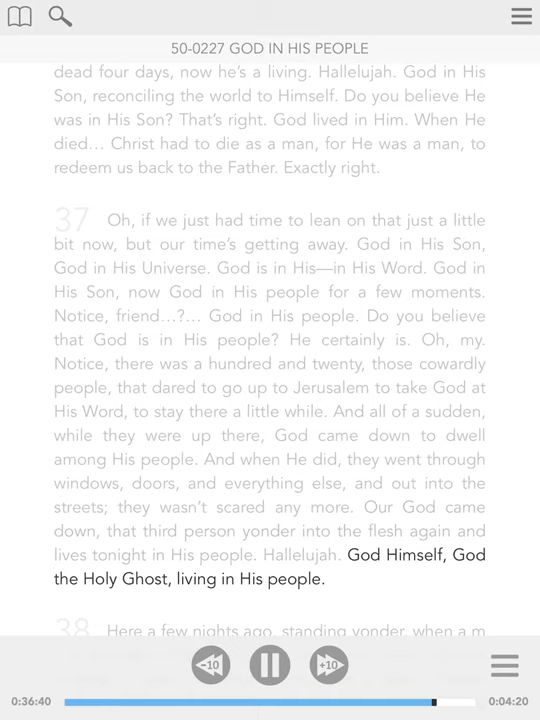 50-0227 GOD IN HIS PEOPLE
dead four days, now he's a living. Hallelujah. God in His
Son, reconciling the world to Himself. Do you believe He
was in His Son? That's right. God lived in Him. When He
died... Christ had to die as a man, for He was a man, to
redeem us back to the Father. Exactly right.
37 Oh, if we just had time to lean on that just a little
bit now, but our time's getting away. God in His Son,
God in His Universe. God is in His—in His Word. God in
His Son, now God in His people for a few moments.
Notice, friend...?... God in His people. Do you believe
that God is in His people? He certainly is. Oh, my.
Notice, there was a hundred and twenty, those cowardly
people, that dared to go up to Jerusalem to take God at
His Word, to stay there a little while. And all of a sudden,
while they were up there, God came down to dwell
among His people. And when He did, they went through
windows, doors, and everything else, and out into the
streets; they wasn't scared any more. Our God came
down, that third person yonder into the flesh again and
lives tonight in His people. Hallelujah. God Himself, God
the Holy Ghost, living in His people.
38 Here a few nights ago, standing yonder, when a m
-10
+10
0:36:40
0:04:20